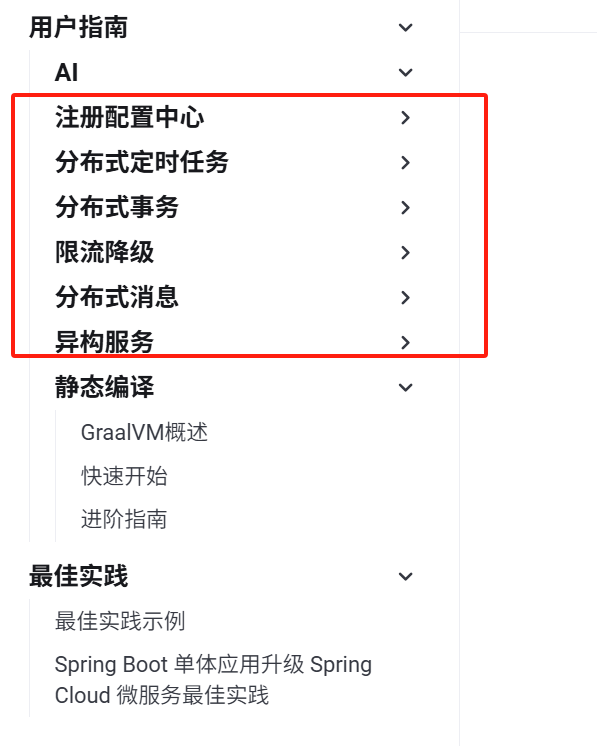 用户指南
AI
注册配置中心
分布式定时任务
分布式事务
限流降级
分布式消息
异构服务
静态编译
GraalVM概述
快速开始
进阶指南
最佳实践
最佳实践示例
Spring Boot 单体应用升级 Spring
Cloud 微服务最佳实践